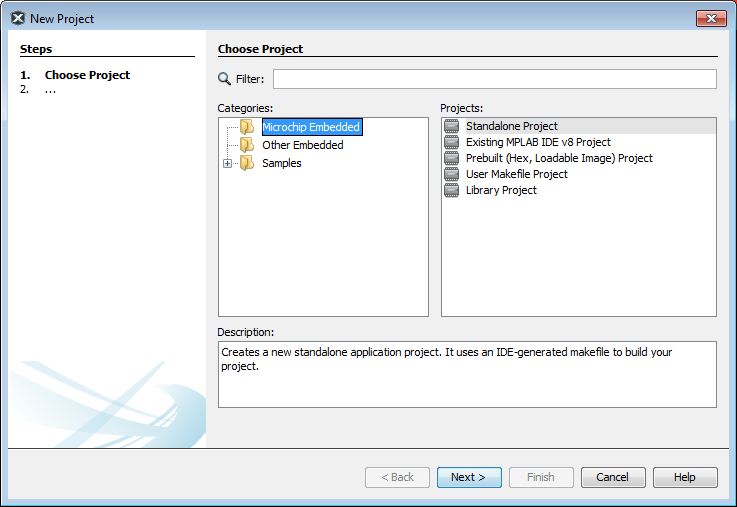 New Project
Steps
1. Choose Project
2. ...
Choose Project
Filter:
Categories:
Microchip Embedded
Other Embedded
Samples
Projects:
Standalone Project
Existing MPLAB IDE v8 Project
Prebuilt (Hex, Loadable Image) Project
User Makefile Project
Library Project
Description:
Creates a new standalone application project. It uses an IDE-generated makefile to build your
project.
< Back
Next >
Finish
Cancel
Help